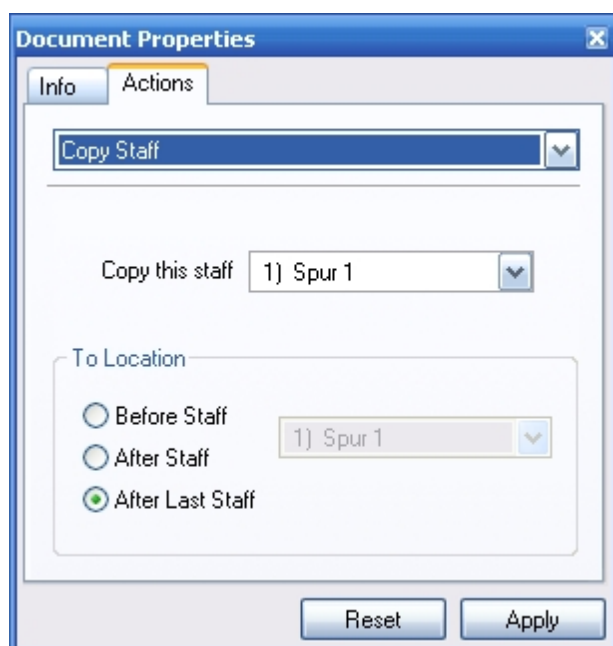 Document Properties
Info Actions
Copy Staff
Copy this staff 1) Spur 1
To Location
Before Staff
1) Spur 1
After Staff
After Last Staff
Reset Apply